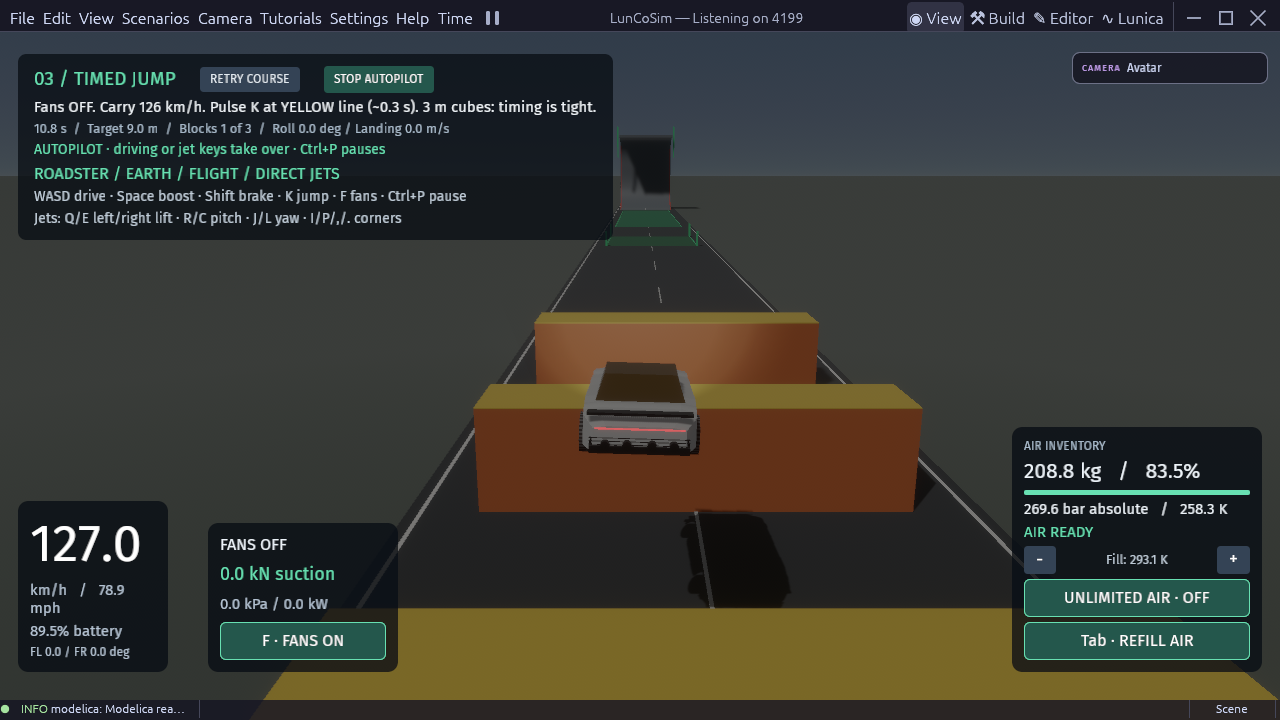 File Edit View Scenarios Camera Tutorials Settings Help Time
LunCoSim — Listening on 4199
View Build Editor Lunica
03 / TIMED JUMP
RETRY COURSE
STOP AUTOPILOT
Fans OFF. Carry 126 km/h. Pulse K at YELLOW line (~0.3 s). 3 m cubes: timing is tight.
10.8 s / Target 9.0 m / Blocks 1 of 3 / Roll 0.0 deg / Landing 0.0 m/s
AUTOPILOT · driving or jet keys take over · Ctrl+P pauses
ROADSTER / EARTH / FLIGHT / DIRECT JETS
WASD drive · Space boost · Shift brake · K jump · F fans · Ctrl+P pause
Jets: Q/E left/right lift · R/C pitch · J/L yaw · I/P/,/. corners
CAMERA Avatar
127.0
km/h / 78.9
mph
89.5% battery
FL 0.0 / FR 0.0 deg
FANS OFF
0.0 kN suction
0.0 kPa / 0.0 kW
F · FANS ON
AIR INVENTORY
208.8 kg / 83.5%
269.6 bar absolute / 258.3 K
AIR READY
- Fill: 293.1 K +
UNLIMITED AIR · OFF
Tab · REFILL AIR
INFO modelica: Modelica rea...
Scene